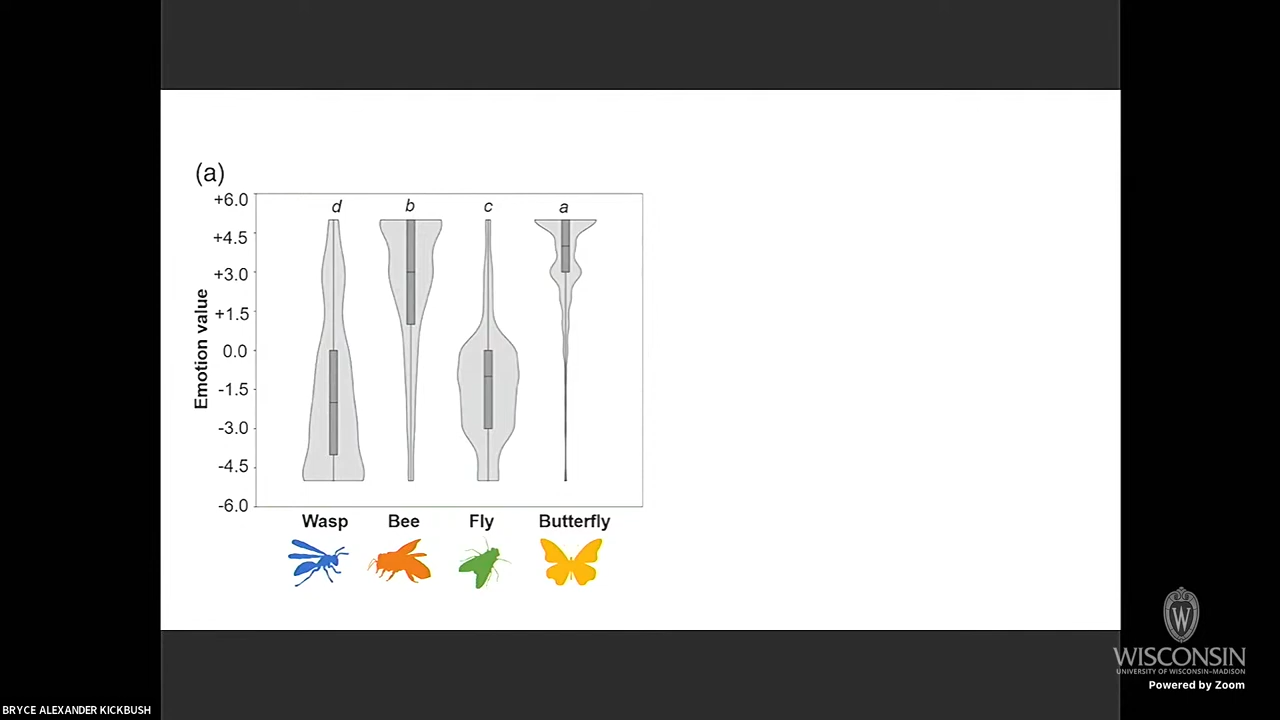 (a)
+6.0
+4.5
+3.0
+1.5
0.0
-1.5
-3.0
-4.5
-6.0
Emotion value
d b c a
Wasp Bee Fly Butterfly
W
WISCONSIN
UNIVERSITY OF WISCONSIN–MADISON
Powered by Zoom
BRYCE ALEXANDER KICKBUSH